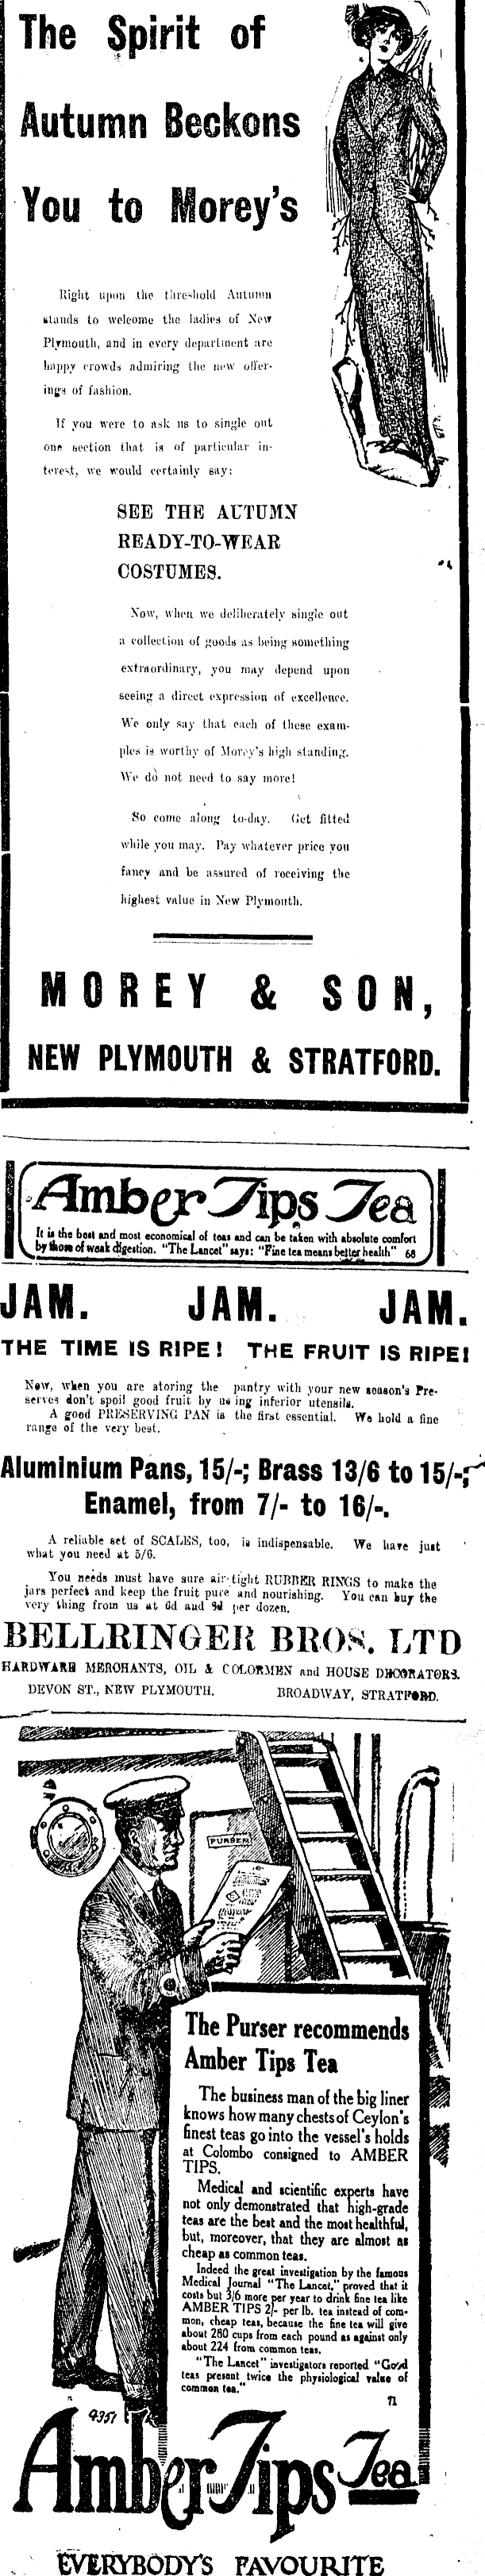 The Spirit of
Autumn Beckons
You to Morey's
Right upon the threshold Autumn
stands to welcome the ladies of New
Plymouth, and in every department are
happy crowds admiring the new offer-
ings of fashion.
If you were to ask us to single out
one section that is of particular in-
terest, we would certainly say:
SEE THE AUTUMN
READY-TO-WEAR
COSTUMES.
Now, when we deliberately single out
a collection of goods as being something
extraordinary, you may depend upon
seeing a direct expression of excellence.
We only say that each of these exam-
ples is worthy of Morey's high standing.
We do not need to say more!
So come along to-day. Get fitted
while you may. Pay whatever price you
fancy and be assured of receiving the
highest value in New Plymouth.
MOREY & SON,
NEW PLYMOUTH & STRATFORD.
Amber Tips Tea
It is the best and most economical of teas and can be taken with absolute comfort
by those of weak digestion. "The Lancet" says: "Fine tea means better health" 68
JAM. JAM. JAM.
THE TIME IS RIPE! THE FRUIT IS RIPE!
Now, when you are storing the pantry with your new season's Pre-
serves don't spoil good fruit by using inferior utensils.
A good PRESERVING PAN is the first essential. We hold a fine
range of the very best.
Aluminium Pans, 15/-; Brass 13/6 to 15/-;
Enamel, from 7/- to 16/-.
A reliable set of SCALES, too, is indispensable. We have just
what you need at 5/6.
You needs must have sure air-tight RUBBER RINGS to make the
jars perfect and keep the fruit pure and nourishing. You can buy the
very thing from us at 6d and 9d per dozen.
BELLRINGER BROS. LTD
HARDWARE MERCHANTS, OIL & COLORMEN and HOUSE DECORATORS.
DEVON ST., NEW PLYMOUTH. BROADWAY, STRATFORD.
PURSER
The Purser recommends
Amber Tips Tea
The business man of the big liner
knows how many chests of Ceylon's
finest teas go into the vessel's holds
at Colombo consigned to AMBER
TIPS.
Medical and scientific experts have
not only demonstrated that high-grade
teas are the best and the most healthful,
but, moreover, that they are almost as
cheap as common teas.
Indeed the great investigation by the famous
Medical Journal "The Lancet," proved that it
costs but 3/6 more per year to drink fine tea like
AMBER TIPS 2/- per lb. tea instead of com-
mon, cheap teas, because the fine tea will give
about 280 cups from each pound as against only
about 224 from common teas.
"The Lancet" investigators reported "Good
teas present twice the physiological value of
common tea."
71
4351
Amber Tips Tea
EVERYBODY'S FAVOURITE